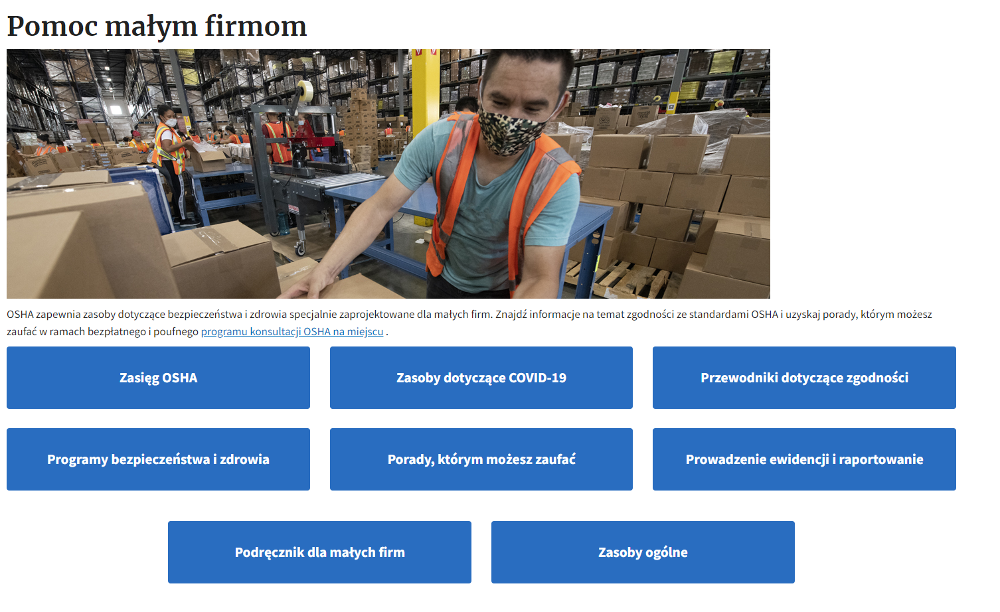 Pomoc małym firmom
OSHA zapewnia zasoby dotyczące bezpieczeństwa i zdrowia specjalnie zaprojektowane dla małych firm. Znajdź informacje na temat zgodności ze standardami OSHA i uzyskaj porady, którym możesz
zaufać w ramach bezpłatnego i poufnego programu konsultacji OSHA na miejscu .
Zasięg OSHA
Zasoby dotyczące COVID-19
Przewodniki dotyczące zgodności
Programy bezpieczeństwa i zdrowia
Porady, którym możesz zaufać
Prowadzenie ewidencji i raportowanie
Podręcznik dla małych firm
Zasoby ogólne